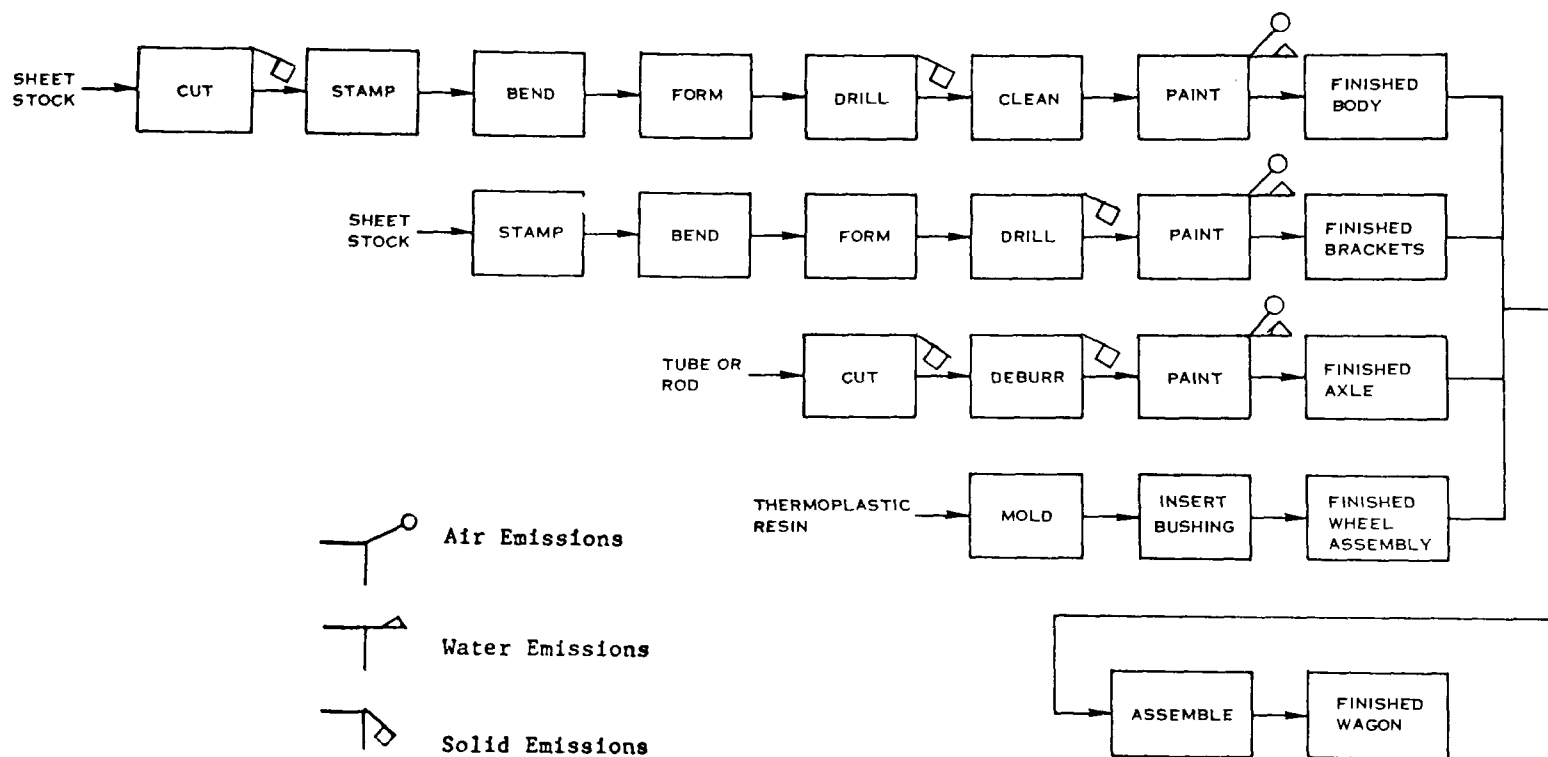 SHEET
STOCK
CUT
STAMP
BEND
FORM
DRILL
CLEAN
PAINT
FINISHED
BODY
SHEET
STOCK
STAMP
BEND
FORM
DRILL
PAINT
FINISHED
BRACKETS
TUBE OR
ROD
CUT
DEBURR
PAINT
FINISHED
AXLE
THERMOPLASTIC
RESIN
MOLD
INSERT
BUSHING
FINISHED
WHEEL
ASSEMBLY
Air Emissions
Water Emissions
Solid Emissions
ASSEMBLE
FINISHED
WAGON